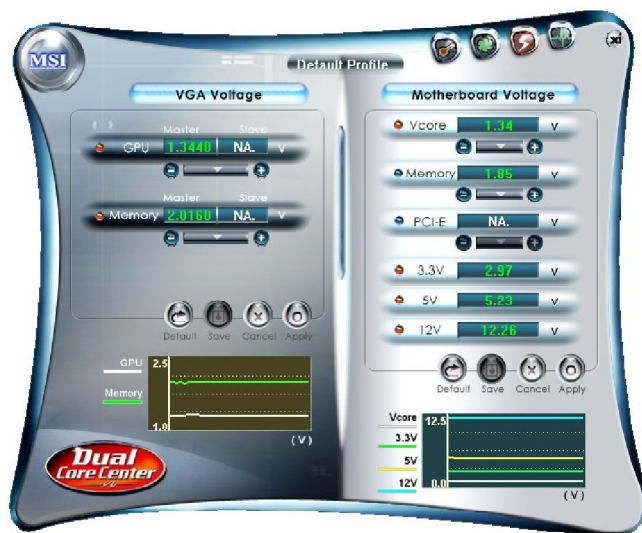 MSI
Default Profile
VGA Voltage
Master Slave
GPU 1.3440 NA. V
Master Slave
Memory 2.0160 NA. V
Default Save Cancel Apply
GPU
Memory
2.5
1.0
(V)
Dual
Core Center
Motherboard Voltage
Vcore 1.34 V
Memory 1.85 V
PCI-E NA. V
3.3V 2.97 V
5V 5.23 V
12V 12.26 V
Default Save Cancel Apply
Vcore
3.3V
5V
12V
12.5
0.0
(V)